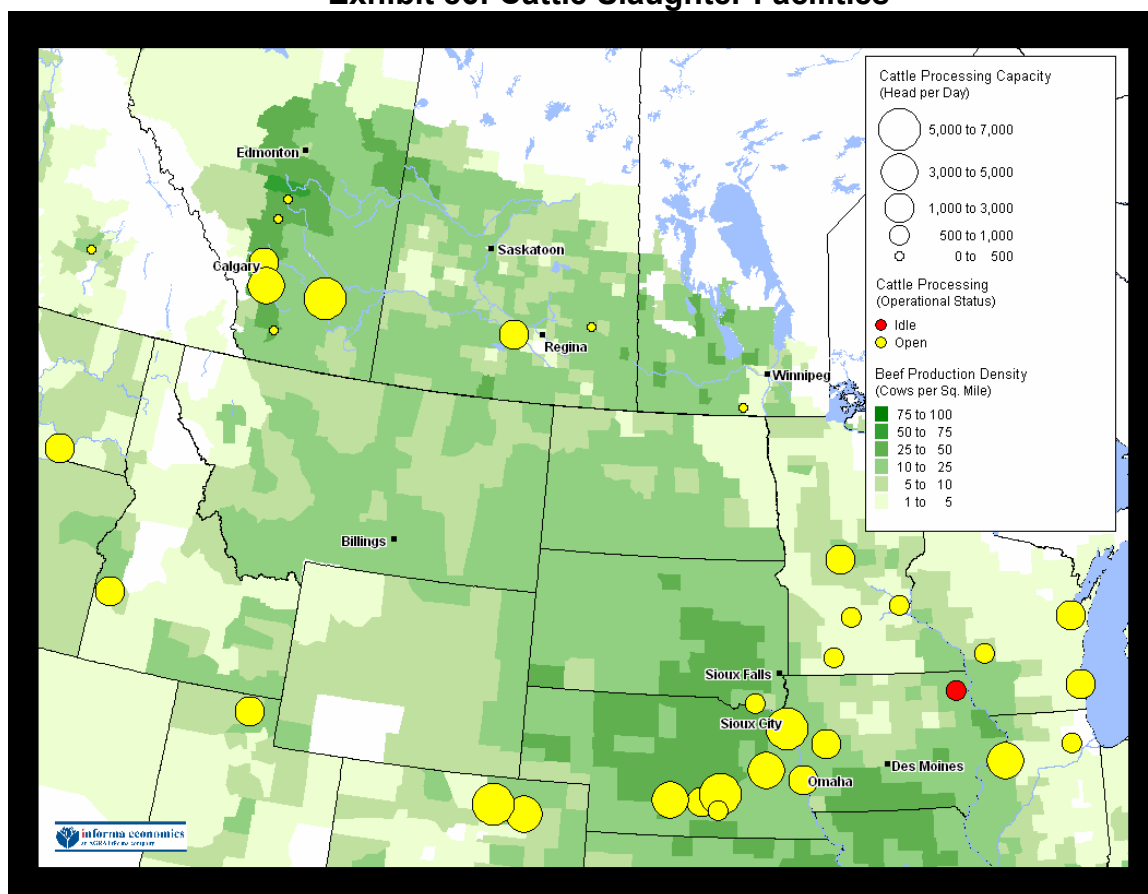 Exhibit 50: Cattle Slaughter Facilities
Cattle Processing Capacity
(Head per Day)
5,000 to 7,000
3,000 to 5,000
1,000 to 3,000
500 to 1,000
0 to 500
Cattle Processing
(Operational Status)
Idle
Open
Beef Production Density
(Cows per Sq. Mile)
75 to 100
50 to 75
25 to 50
10 to 25
5 to 10
1 to 5
Edmonton
Saskatoon
Calgary
Regina
Winnipeg
Billings
Sioux Falls
Sioux City
Des Moines
Omaha
informa economics